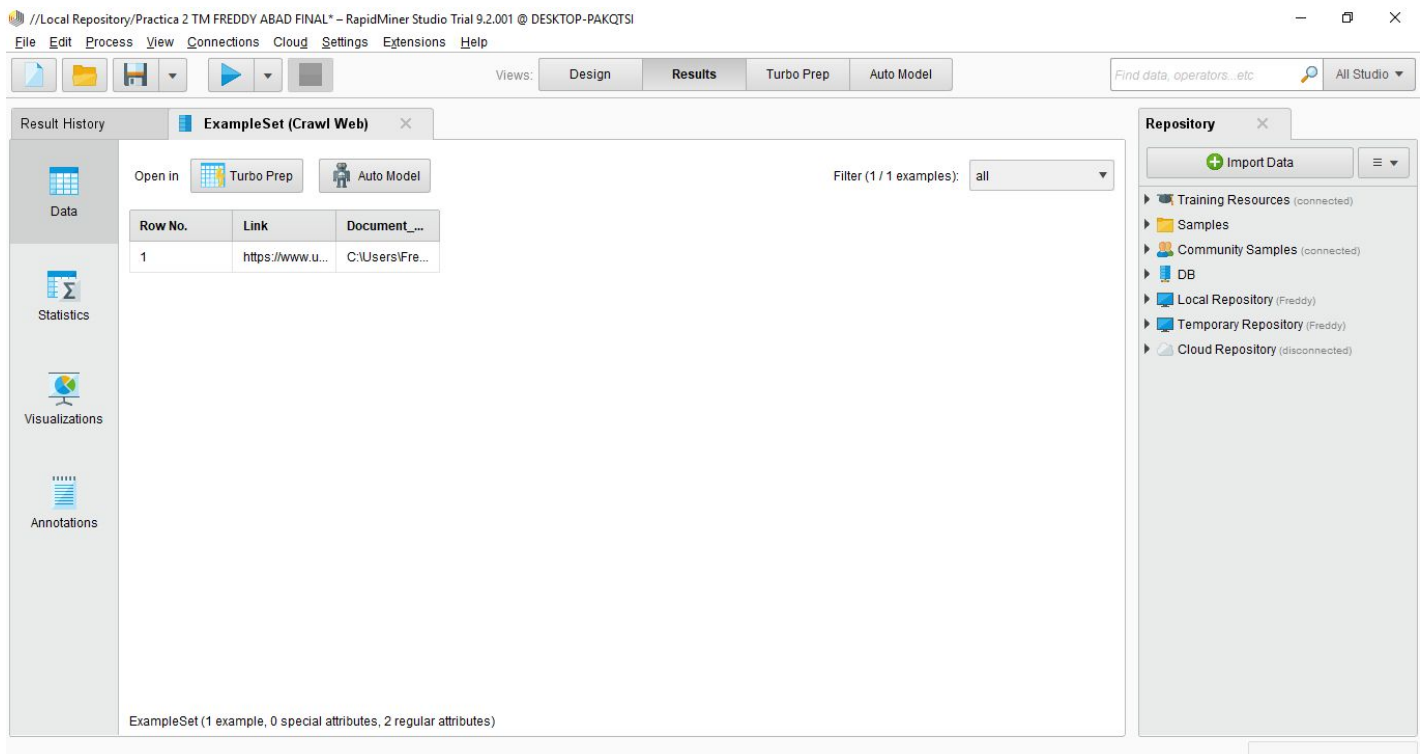 //Local Repository/Practica 2 TM FREDDY ABAD FINAL* – RapidMiner Studio Trial 9.2.001 @ DESKTOP-PAKQTSI
File Edit Process View Connections Cloud Settings Extensions Help
Views: Design Results Turbo Prep Auto Model Find data, operators...etc All Studio
Result History ExampleSet (Crawl Web) Repository
Open in Turbo Prep Auto Model Filter (1 / 1 examples): all Import Data
Data
Row No. Link Document_...
1 https://www.u... C:\Users\Fre...
Statistics
Visualizations
Annotations
ExampleSet (1 example, 0 special attributes, 2 regular attributes)
Training Resources (connected)
Samples
Community Samples (connected)
DB
Local Repository (Freddy)
Temporary Repository (Freddy)
Cloud Repository (disconnected)